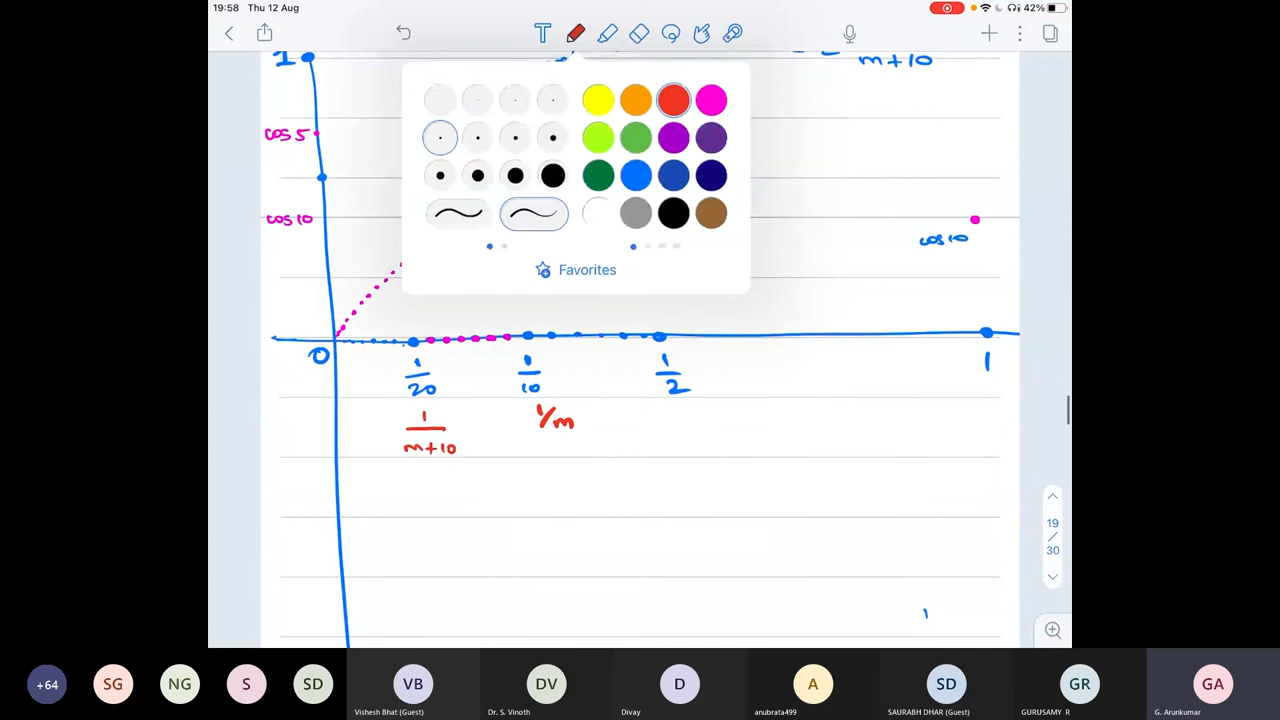 19:58 Thu 12 Aug
42%
T
1
m+10
cos 5
cos 10
cos 10
Favorites
0
1/20
1/10
1/2
1
1/m+10
1/m
19
/
30
+64
SG
NG
S
SD
VB
DV
D
A
SD
GR
GA
Vishesh Bhat (Guest)
Dr. S. Vinoth
Divay
anubrata499
SAURABH DHAR (Guest)
GURUSAMY R
G. Arunkumar